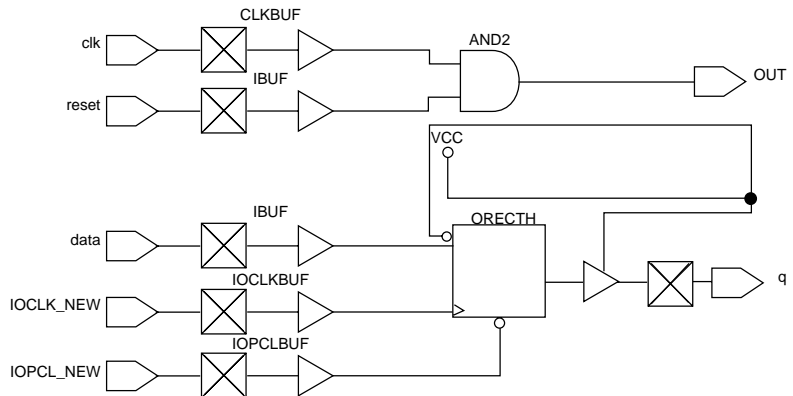 CLKBUF
clk
AND2
OUT
IBUF
reset
VCC
IBUF
ORECTH
data
q
IOCLKBUF
IOCLK_NEW
IOPCLBUF
IOPCL_NEW